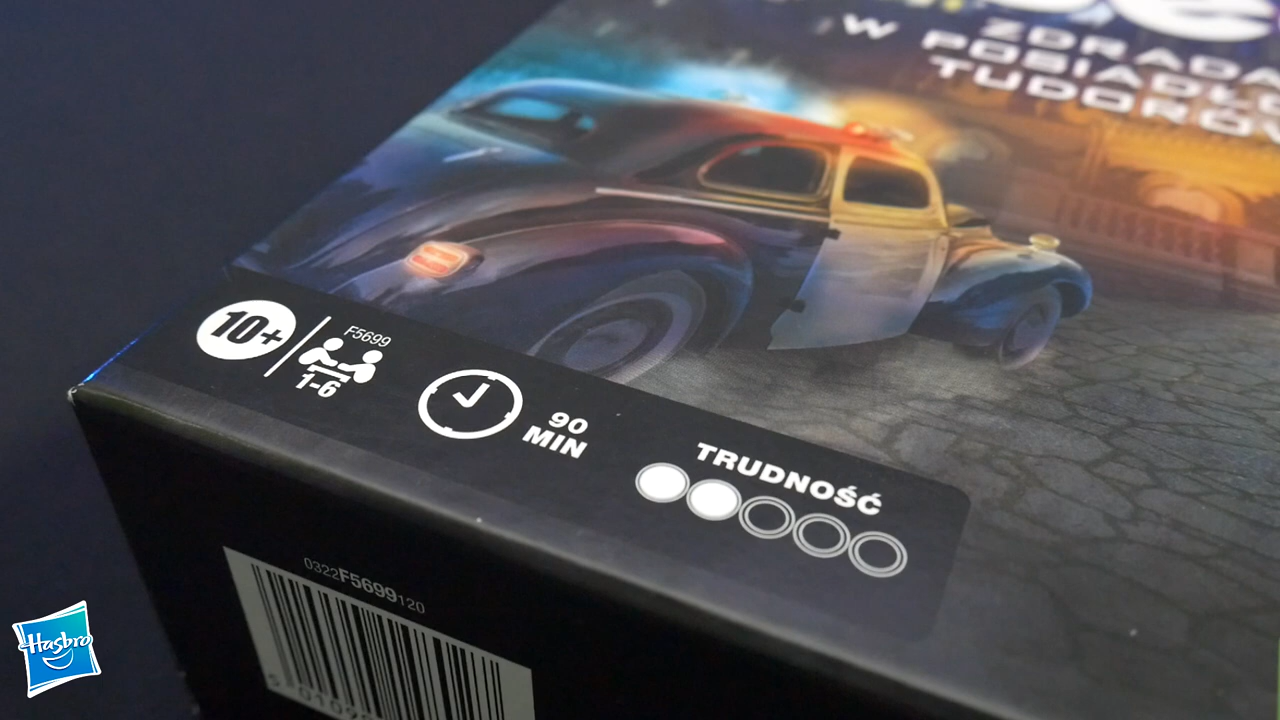 ZDRADA
W POSIADŁO
TUDORÓW
10+
F5699
1-6
90
MIN
TRUDNOŚĆ
0322F5699120
Hasbro